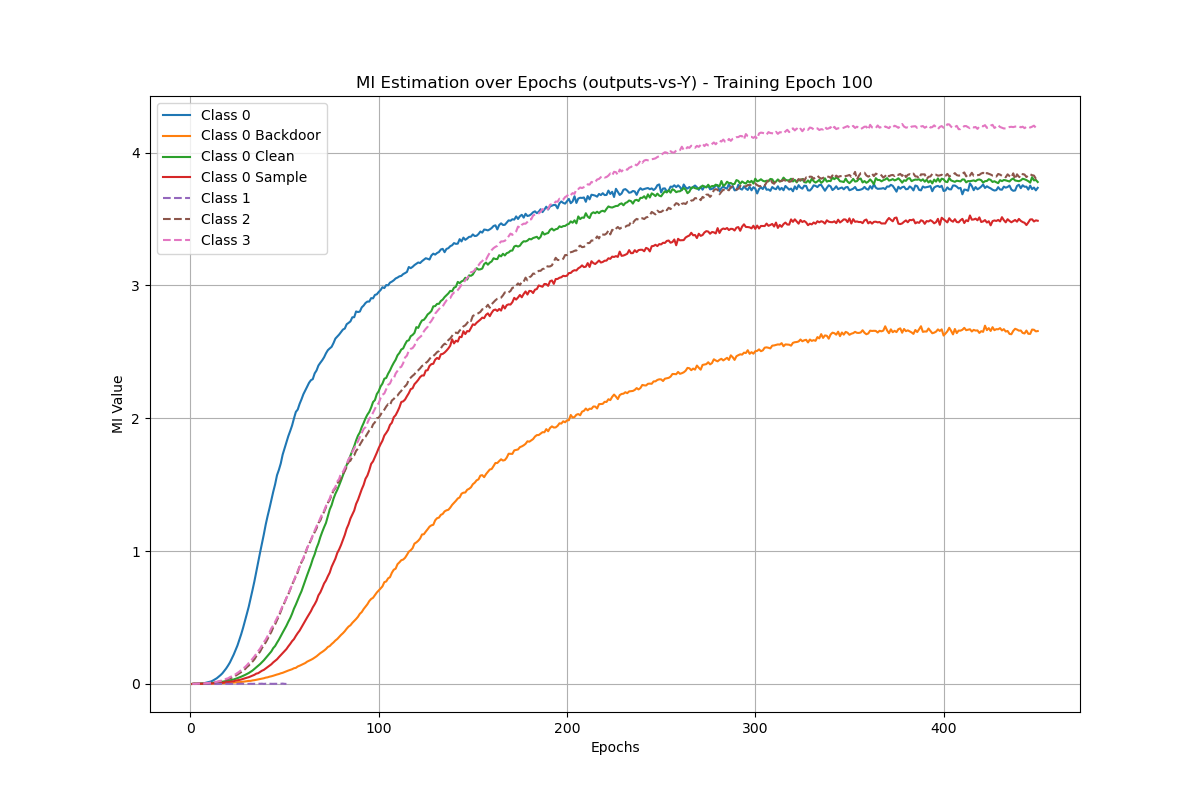 MI Estimation over Epochs (outputs-vs-Y) - Training Epoch 100
Class 0
Class 0 Backdoor
Class 0 Clean
Class 0 Sample
Class 1
Class 2
Class 3
MI Value
4
3
2
1
0
0 100 200 300 400
Epochs